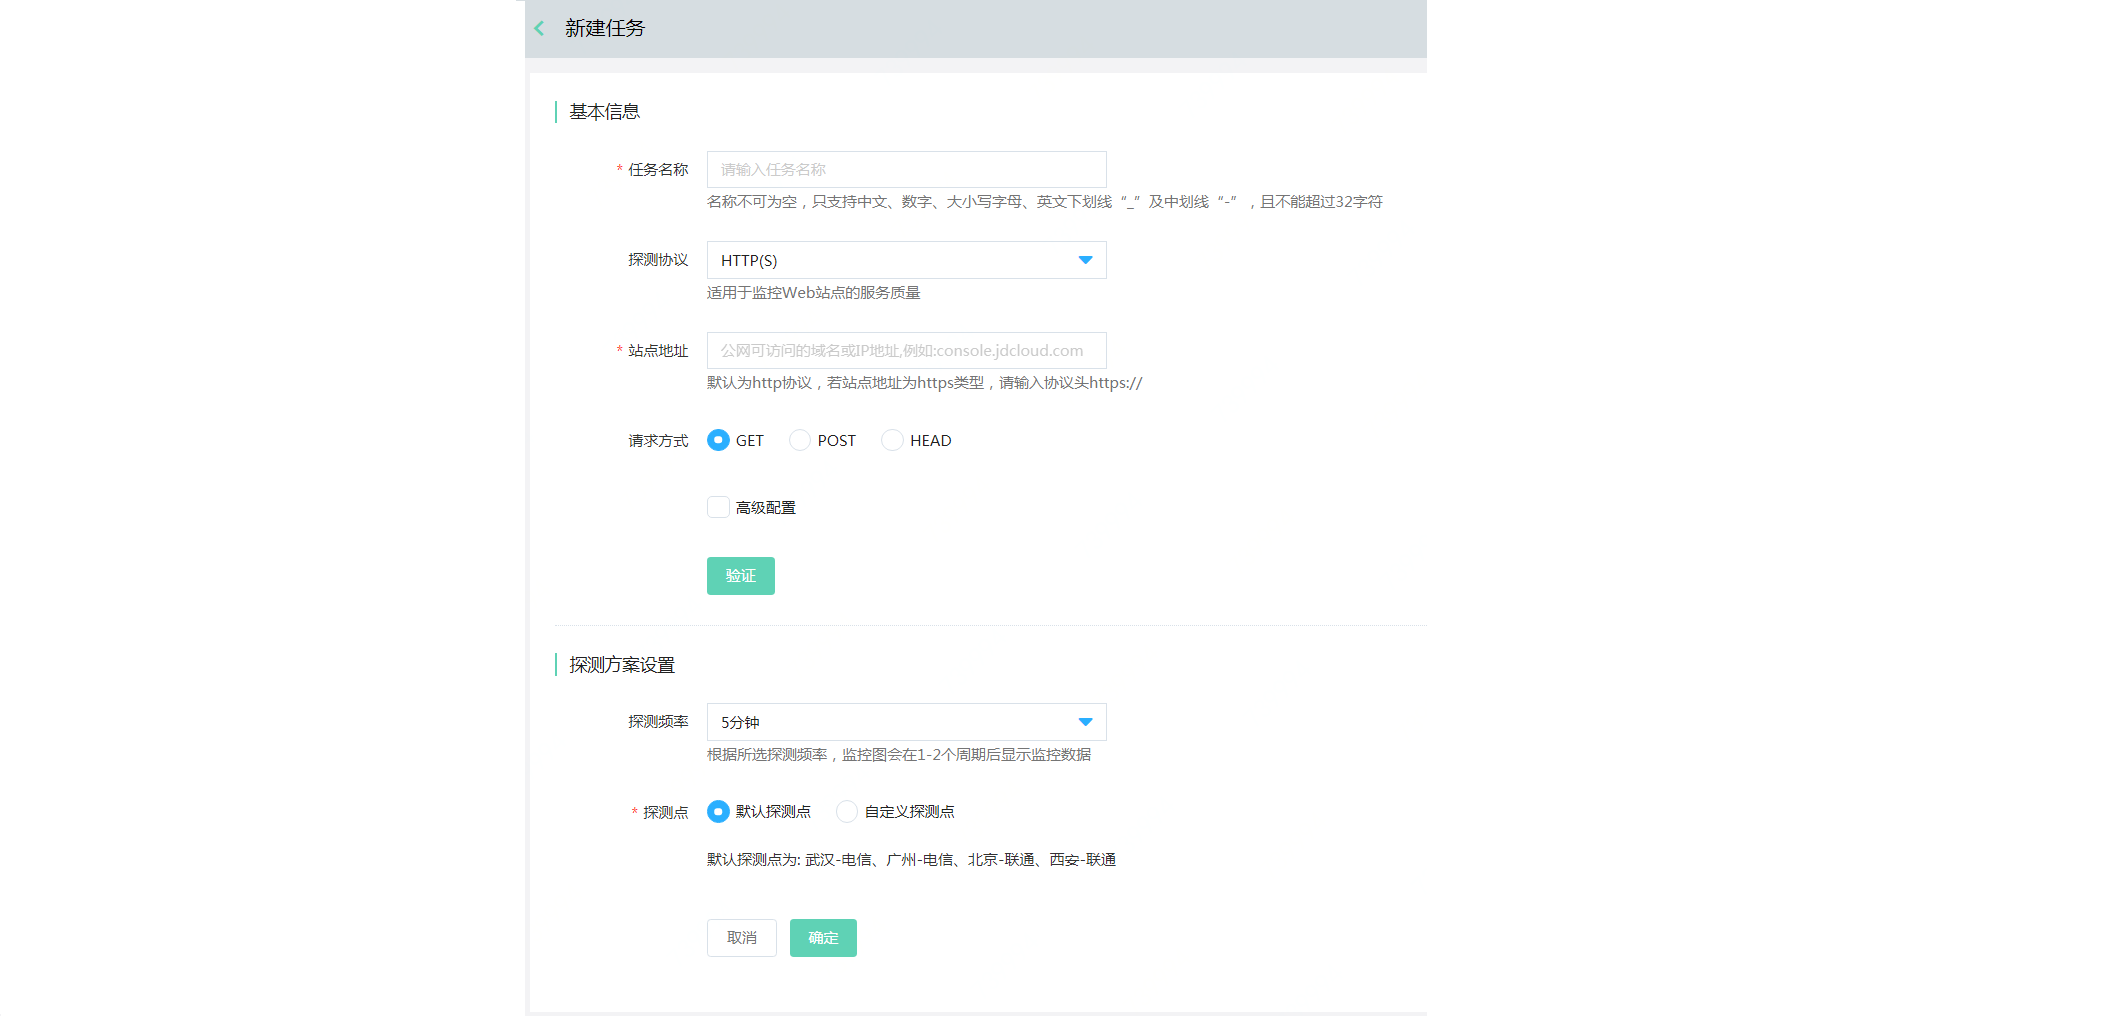 新建任务
基本信息
* 任务名称 请输入任务名称
名称不可为空，只支持中文、数字、大小写字母、英文下划线“_”及中划线“-”，且不能超过32字符
探测协议 HTTP(S)
适用于监控Web站点的服务质量
* 站点地址 公网可访问的域名或IP地址,例如:console.jdcloud.com
默认为http协议，若站点地址为https类型，请输入协议头https://
请求方式 GET POST HEAD
高级配置
验证
探测方案设置
探测频率 5分钟
根据所选探测频率，监控图会在1-2个周期后显示监控数据
* 探测点 默认探测点 自定义探测点
默认探测点为: 武汉-电信、广州-电信、北京-联通、西安-联通
取消 确定